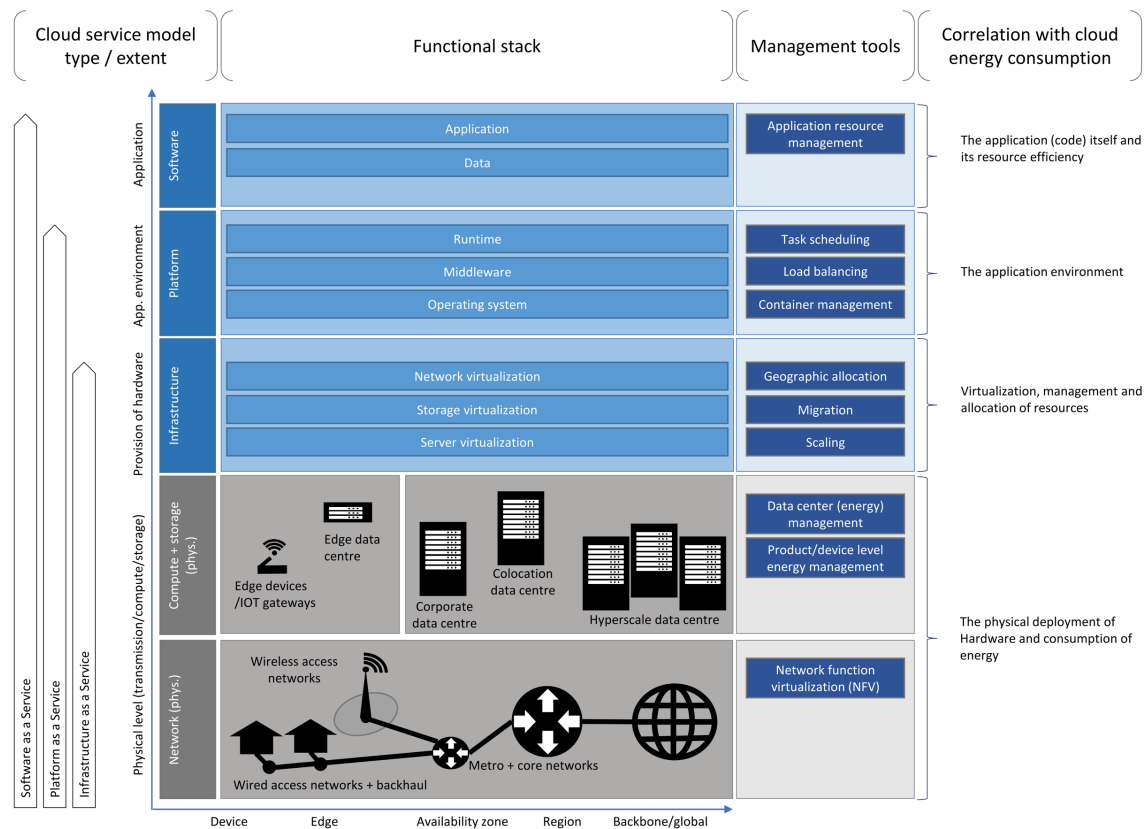 Cloud service model
type / extent
Functional stack
Management tools
Correlation with cloud
energy consumption
Software as a Service
Platform as a Service
Infrastructure as a Service
Application
Software
Application
Data
Application resource
management
The application (code) itself and
its resource efficiency
App. environment
Platform
Runtime
Middleware
Operating system
Task scheduling
Load balancing
Container management
The application environment
Provision of hardware
Infrastructure
Network virtualization
Storage virtualization
Server virtualization
Geographic allocation
Migration
Scaling
Virtualization, management and
allocation of resources
Physical level (transmission/compute/storage)
Compute + storage
(phys.)
Edge data
centre
Edge devices
/IOT gateways
Corporate
data centre
Colocation
data centre
Hyperscale data centre
Data center (energy)
management
Product/device level
energy management
The physical deployment of
Hardware and consumption of
energy
Network (phys.)
Wireless access
networks
Wired access networks + backhaul
Metro + core networks
Network function
virtualization (NFV)
Device
Edge
Availability zone
Region
Backbone/global